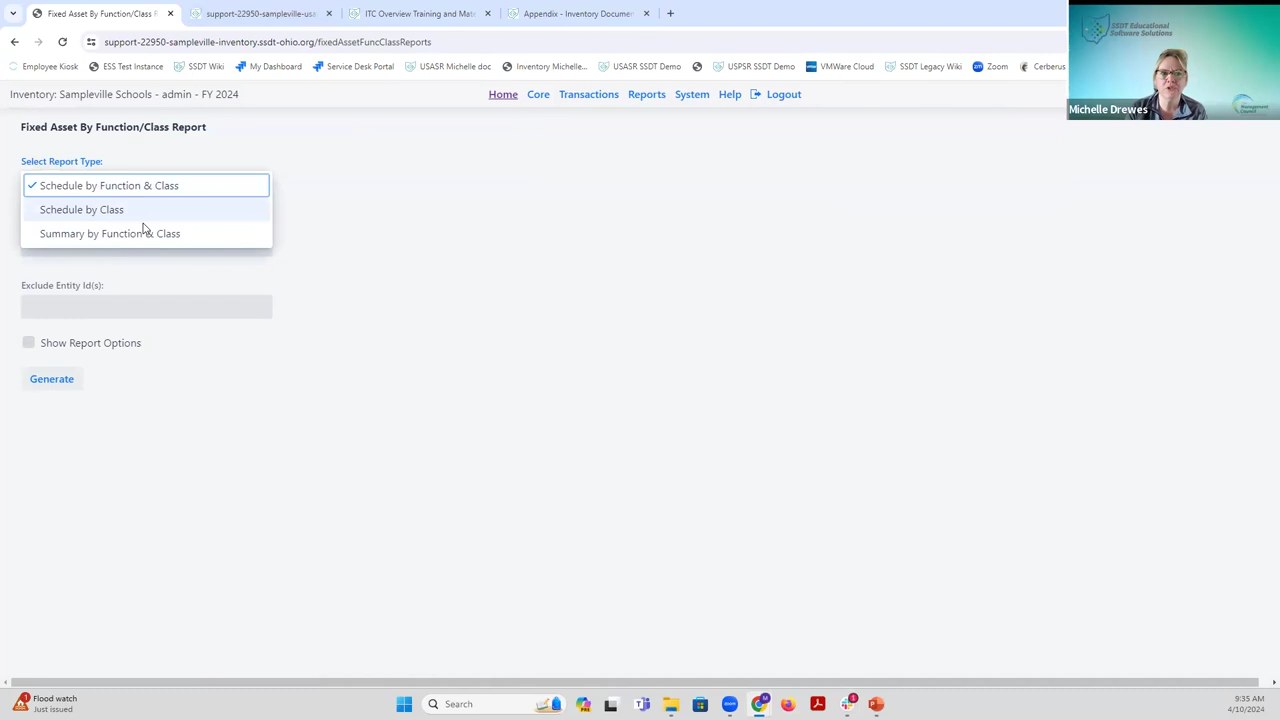 Fixed Asset By Function/Class R
support-22950-sampleville-usa
ITC Overview Training and Mate
Appendix - Inventory Documen
support-22950-sampleville-inventory.ssdt-ohio.org/fixedAssetFuncClassReports
Employee Kiosk
ESS Test Instance
SSDT Wiki
My Dashboard
Service Desk Portal
USASR Michelle doc
Inventory Michelle...
USASR SSDT Demo
USPSR SSDT Demo
VMWare Cloud
SSDT Legacy Wiki
Zoom
Cerberus
Inventory: Sampleville Schools - admin - FY 2024
Home
Core
Transactions
Reports
System
Help
Logout
SSDT Educational
Software Solutions
Management
Council
Michelle Drewes
Fixed Asset By Function/Class Report
Select Report Type:
Schedule by Function & Class
Schedule by Class
Summary by Function & Class
Exclude Entity Id(s):
Show Report Options
Generate
Flood watch
Just issued
Search
9:35 AM
4/10/2024